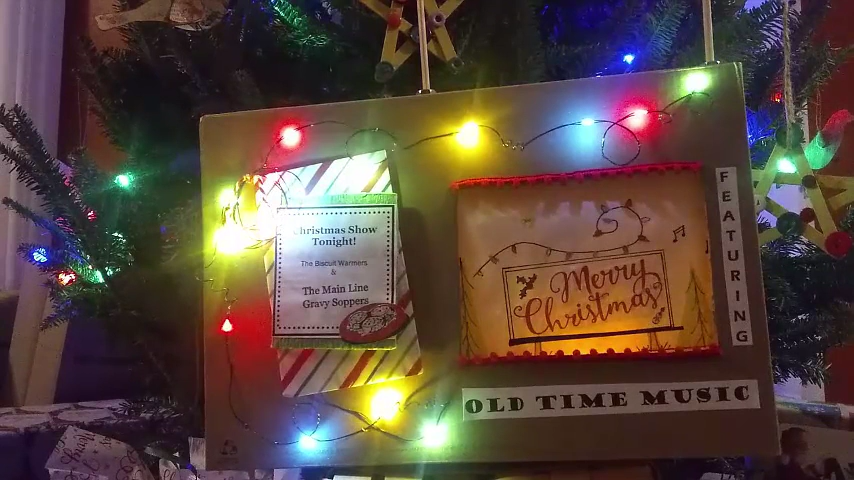 Christmas Show
Tonight!
The Biscuit Warmers
&
The Main Line
Gravy Soppers
Merry
Christmas
FEATURING
OLD TIME MUSIC